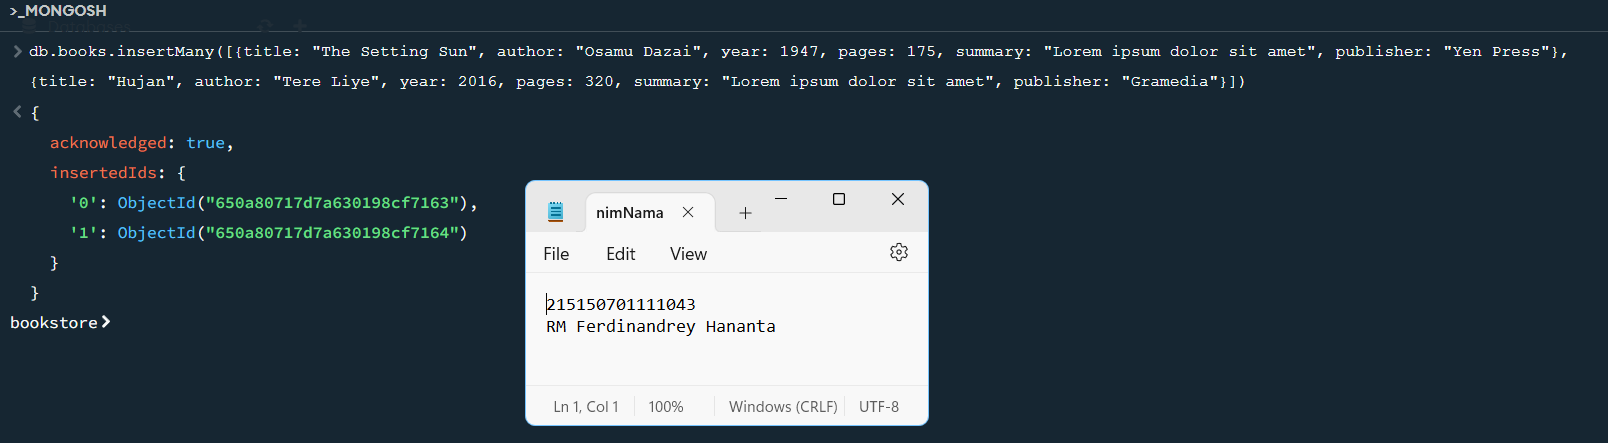 >_MONGOSH
> db.books.insertMany([{title: "The Setting Sun", author: "Osamu Dazai", year: 1947, pages: 175, summary: "Lorem ipsum dolor sit amet", publisher: "Yen Press"},
{title: "Hujan", author: "Tere Liye", year: 2016, pages: 320, summary: "Lorem ipsum dolor sit amet", publisher: "Gramedia"}])
< {
acknowledged: true,
insertedIds: {
'0': ObjectId("650a80717d7a630198cf7163"),
'1': ObjectId("650a80717d7a630198cf7164")
}
}
bookstore>
nimNama
File Edit View
215150701111043
RM Ferdinandrey Hananta
Ln 1, Col 1 100% Windows (CRLF) UTF-8